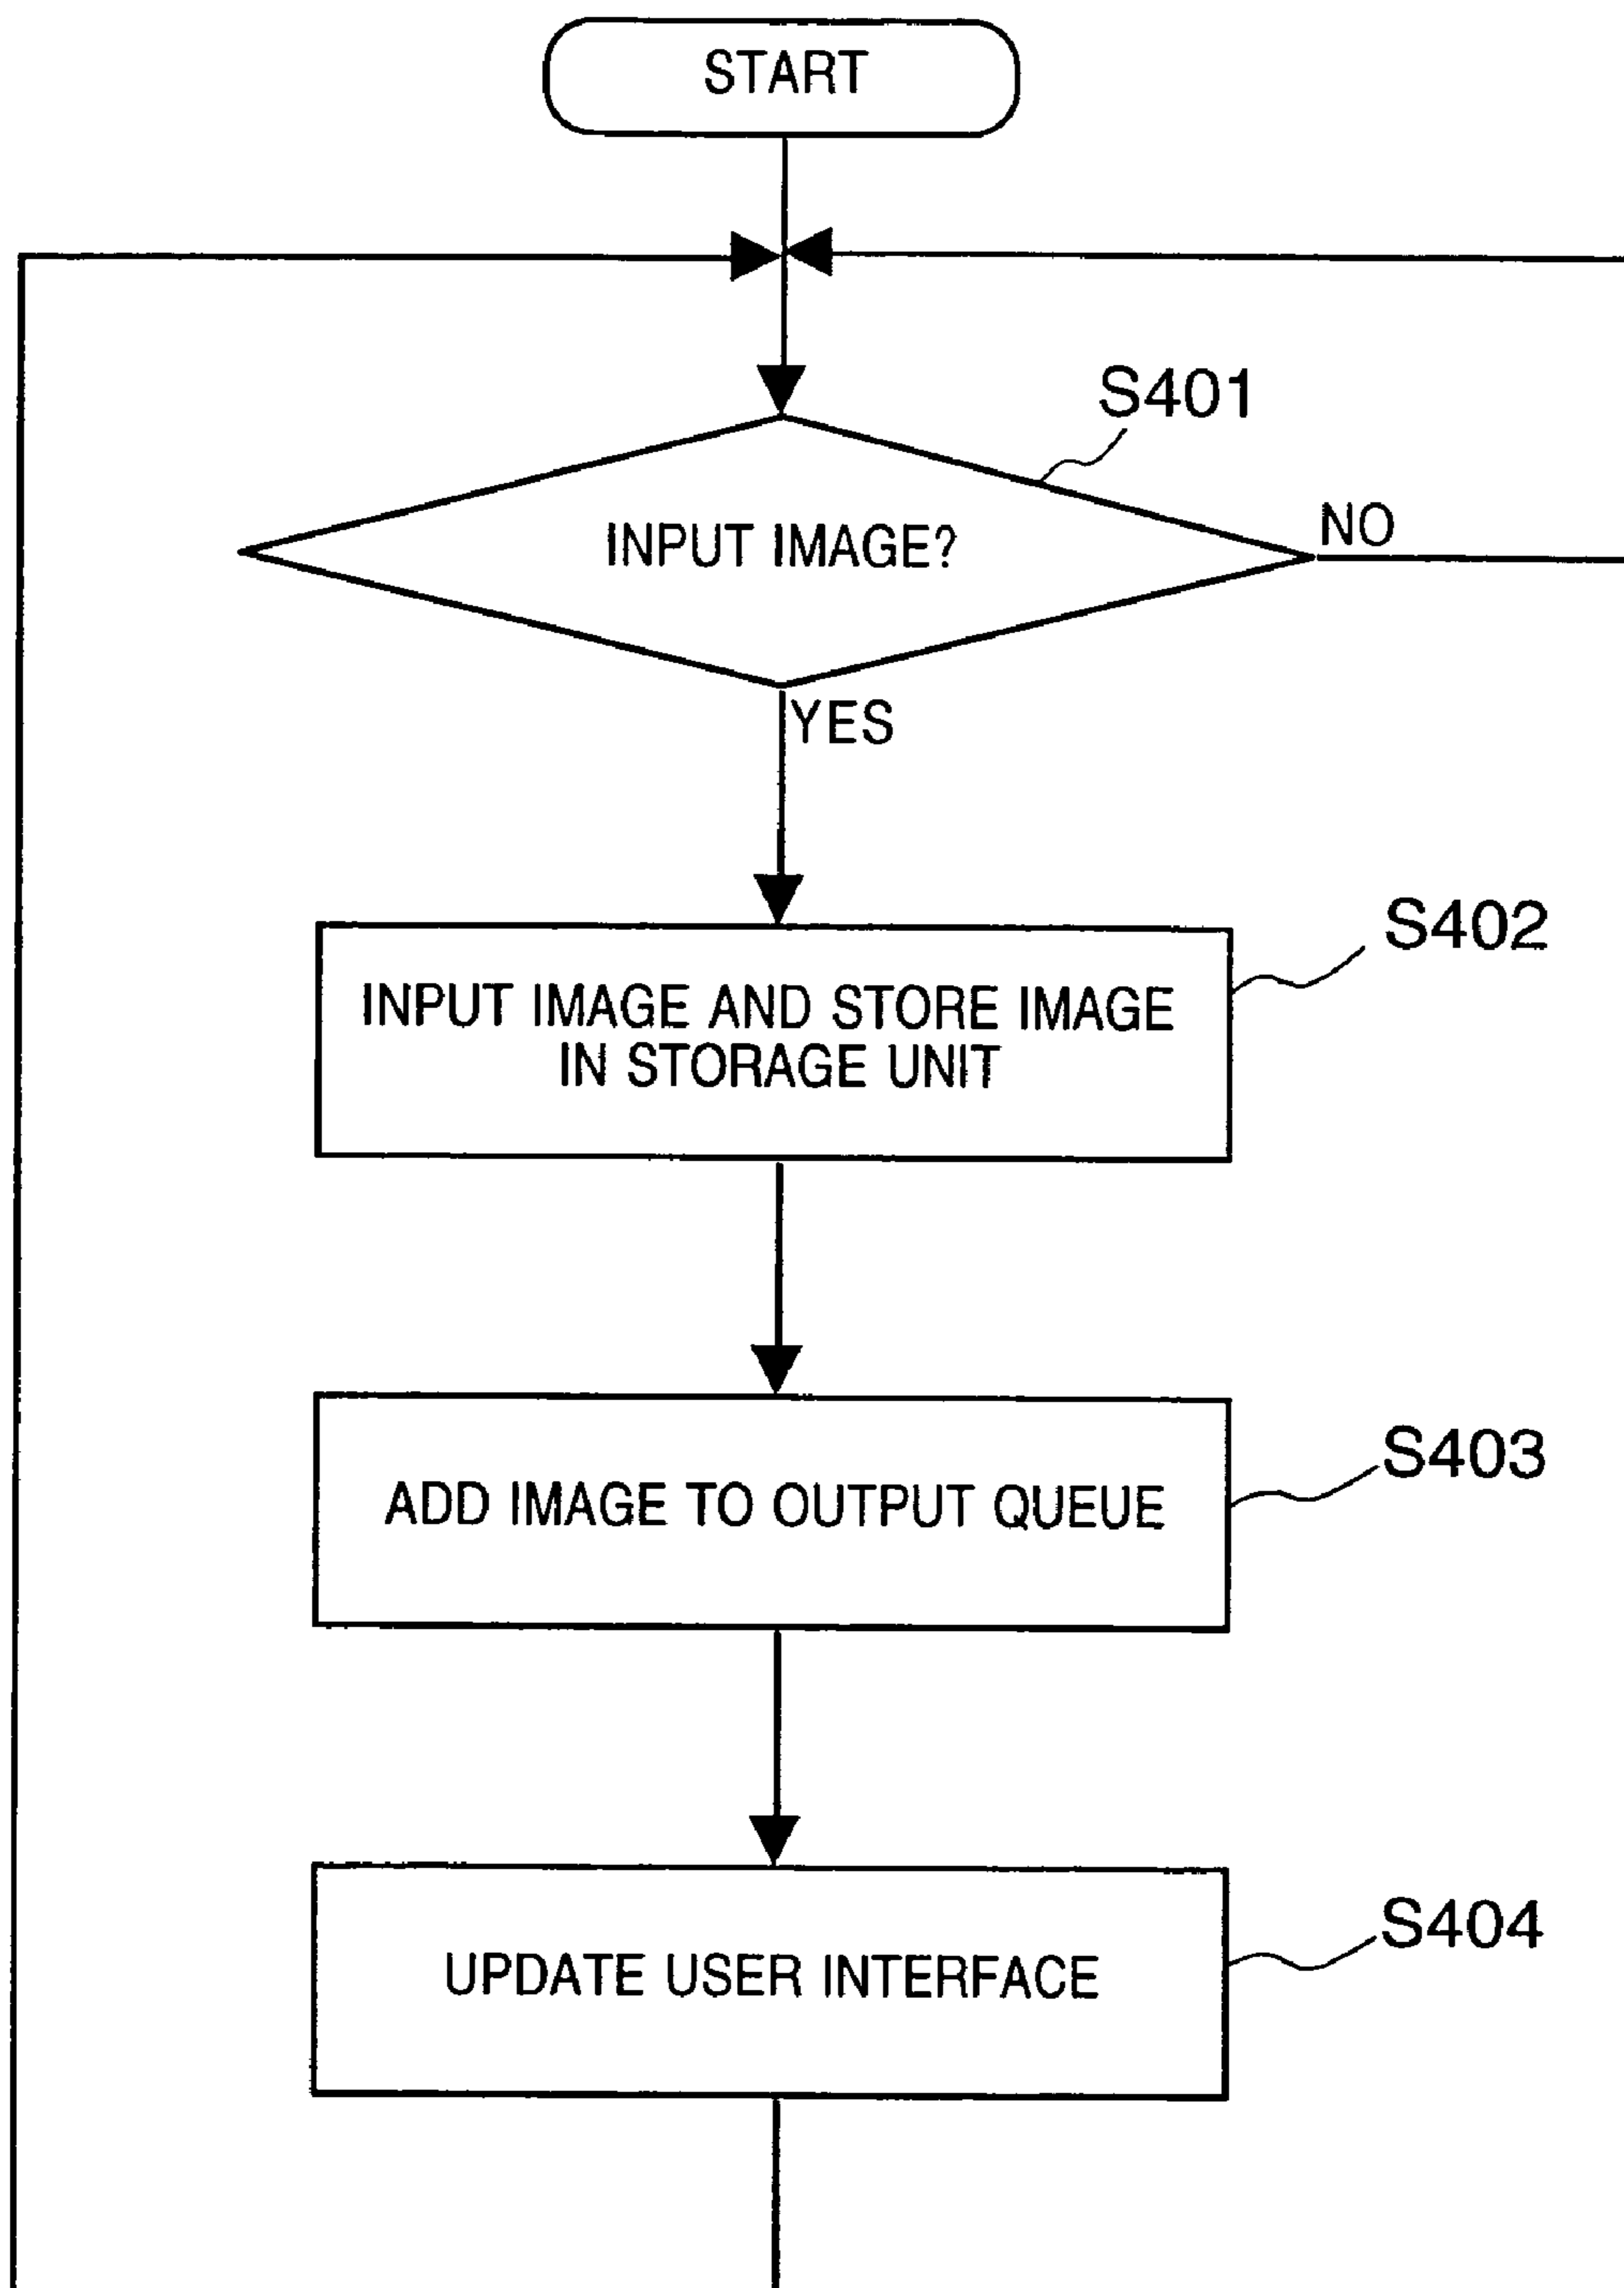 START
S401
INPUT IMAGE?
NO
YES
S402
INPUT IMAGE AND STORE IMAGE
IN STORAGE UNIT
S403
ADD IMAGE TO OUTPUT QUEUE
S404
UPDATE USER INTERFACE